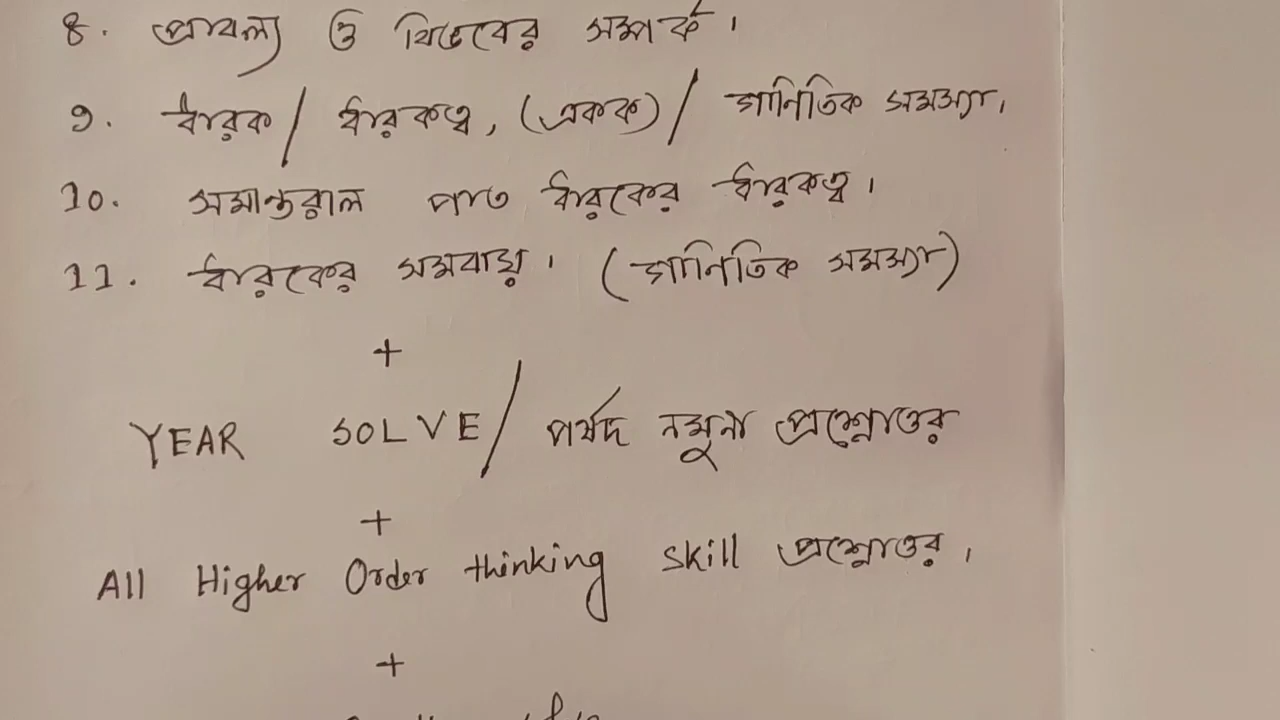 8. প্রাবল্য ও বিভবের সম্পর্ক।
9. ধারক / ধারকত্ব, (একক) / গানিতিক সমস্যা।
10. সমান্তরাল পাত ধারকের ধারকত্ব।
11. ধারকের সমবায়। (গানিতিক সমস্যা)
+
YEAR SOLVE / পর্ষদ নমুনা প্রশ্নোত্তর
+
All Higher Order thinking skill প্রশ্নোত্তর।
+